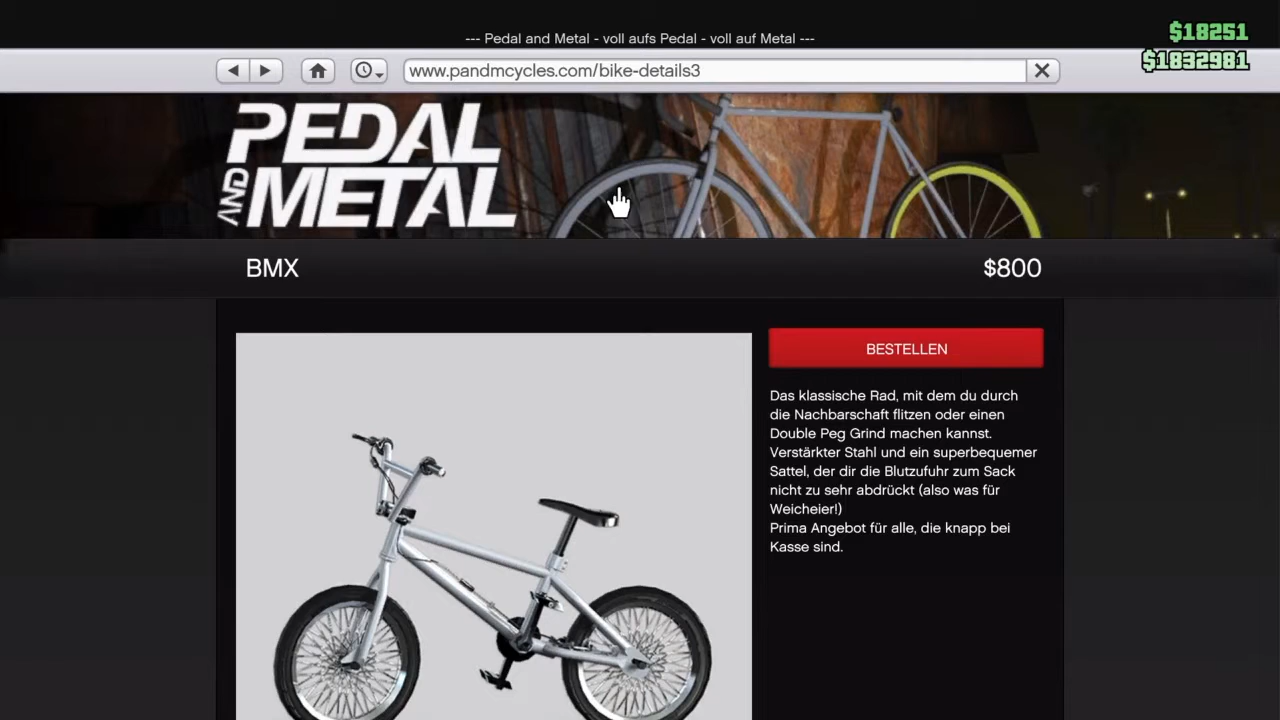 --- Pedal and Metal - voll aufs Pedal - voll auf Metal ---
$18251
$1832981
www.pandmcycles.com/bike-details3
PEDAL
AND METAL
BMX
$800
BESTELLEN
Das klassische Rad, mit dem du durch
die Nachbarschaft flitzen oder einen
Double Peg Grind machen kannst.
Verstärkter Stahl und ein superbequemer
Sattel, der dir die Blutzufuhr zum Sack
nicht zu sehr abdrückt (also was für
Weicheier!)
Prima Angebot für alle, die knapp bei
Kasse sind.